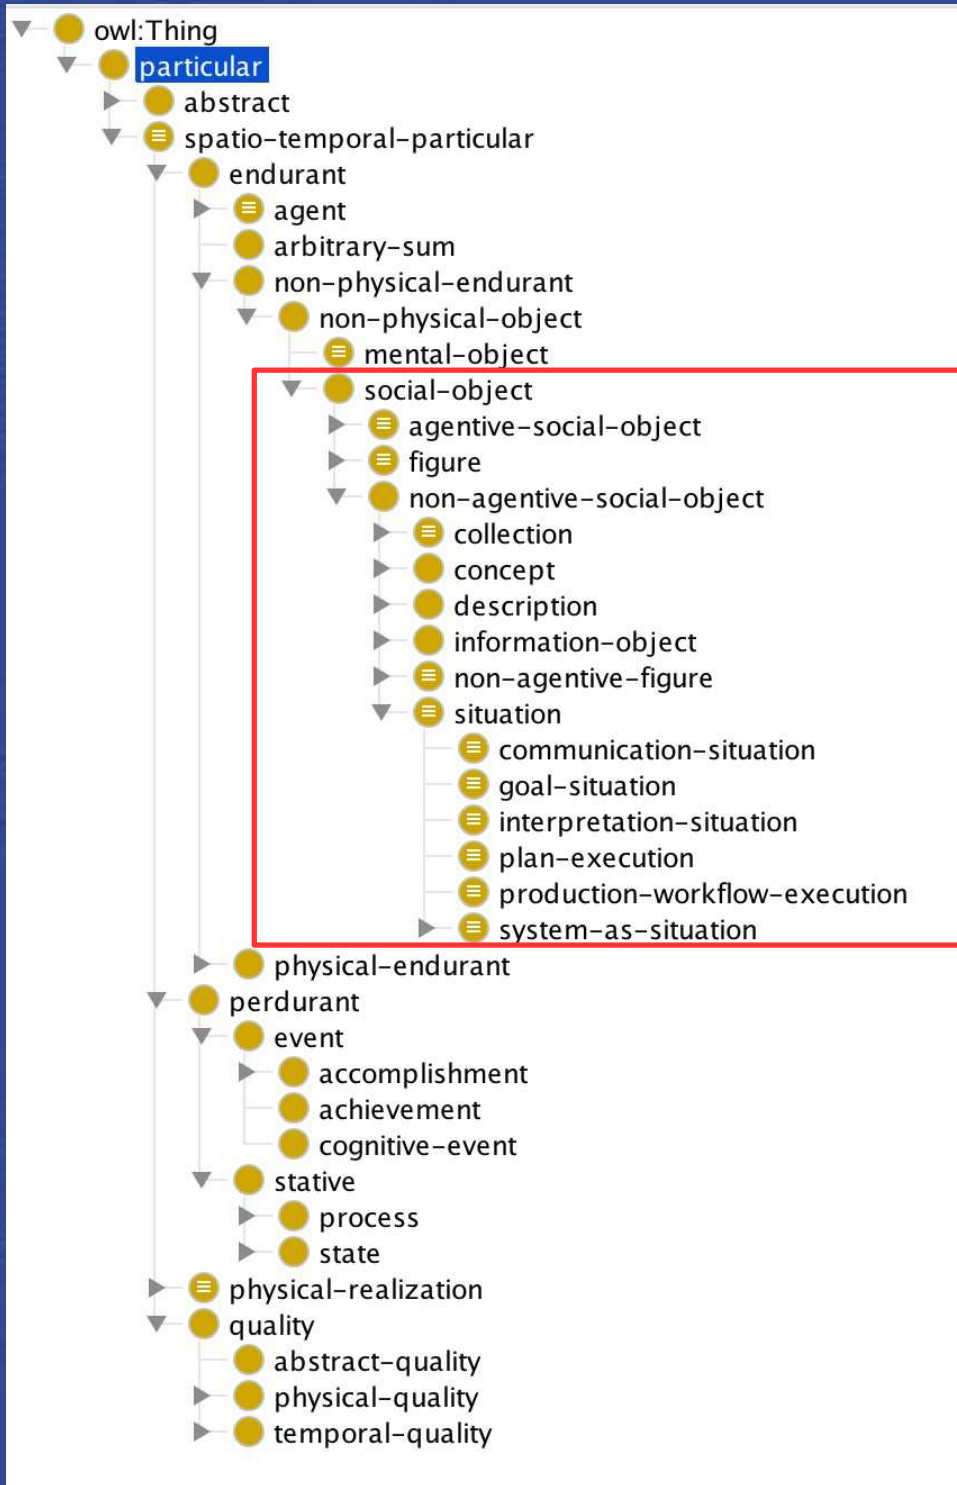 owl:Thing
particular
abstract
spatio-temporal-particular
endurant
agent
arbitrary-sum
non-physical-endurant
non-physical-object
mental-object
social-object
agentive-social-object
figure
non-agentive-social-object
collection
concept
description
information-object
non-agentive-figure
situation
communication-situation
goal-situation
interpretation-situation
plan-execution
production-workflow-execution
system-as-situation
physical-endurant
perdurant
event
accomplishment
achievement
cognitive-event
stative
process
state
physical-realization
quality
abstract-quality
physical-quality
temporal-quality